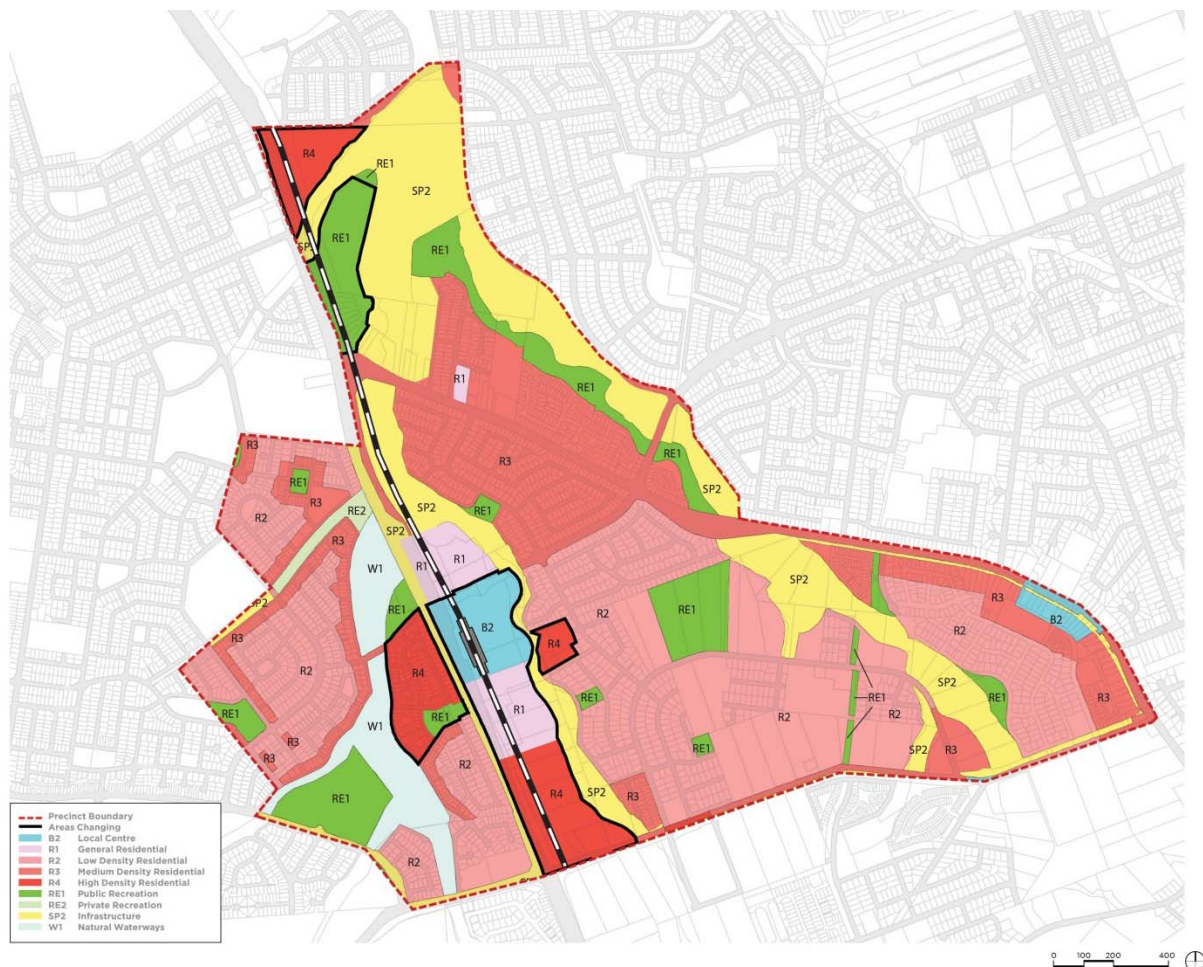 R4
RE1
SP2
RE1
RE1
SP2
R1
RE1
R3
R3
RE1
RE1
R3
SP2
SP2
RE1
R2
RE2
R3
SP2
R1
R1
W1
SP2
RE1
R2
RE1
B2
R4
R3
B2
R2
SP2
R3
R2
R4
SP2
RE1
RE1
RE1
R3
W1
RE1
R1
RE1
R2
R2
R3
R3
RE1
SP2
R3
R2
RE1
R4
SP2
R3
R2
Precinct Boundary
Areas Changing
B2 Local Centre
R1 General Residential
R2 Low Density Residential
R3 Medium Density Residential
R4 High Density Residential
RE1 Public Recreation
RE2 Private Recreation
SP2 Infrastructure
W1 Natural Waterways
0 100 200 400